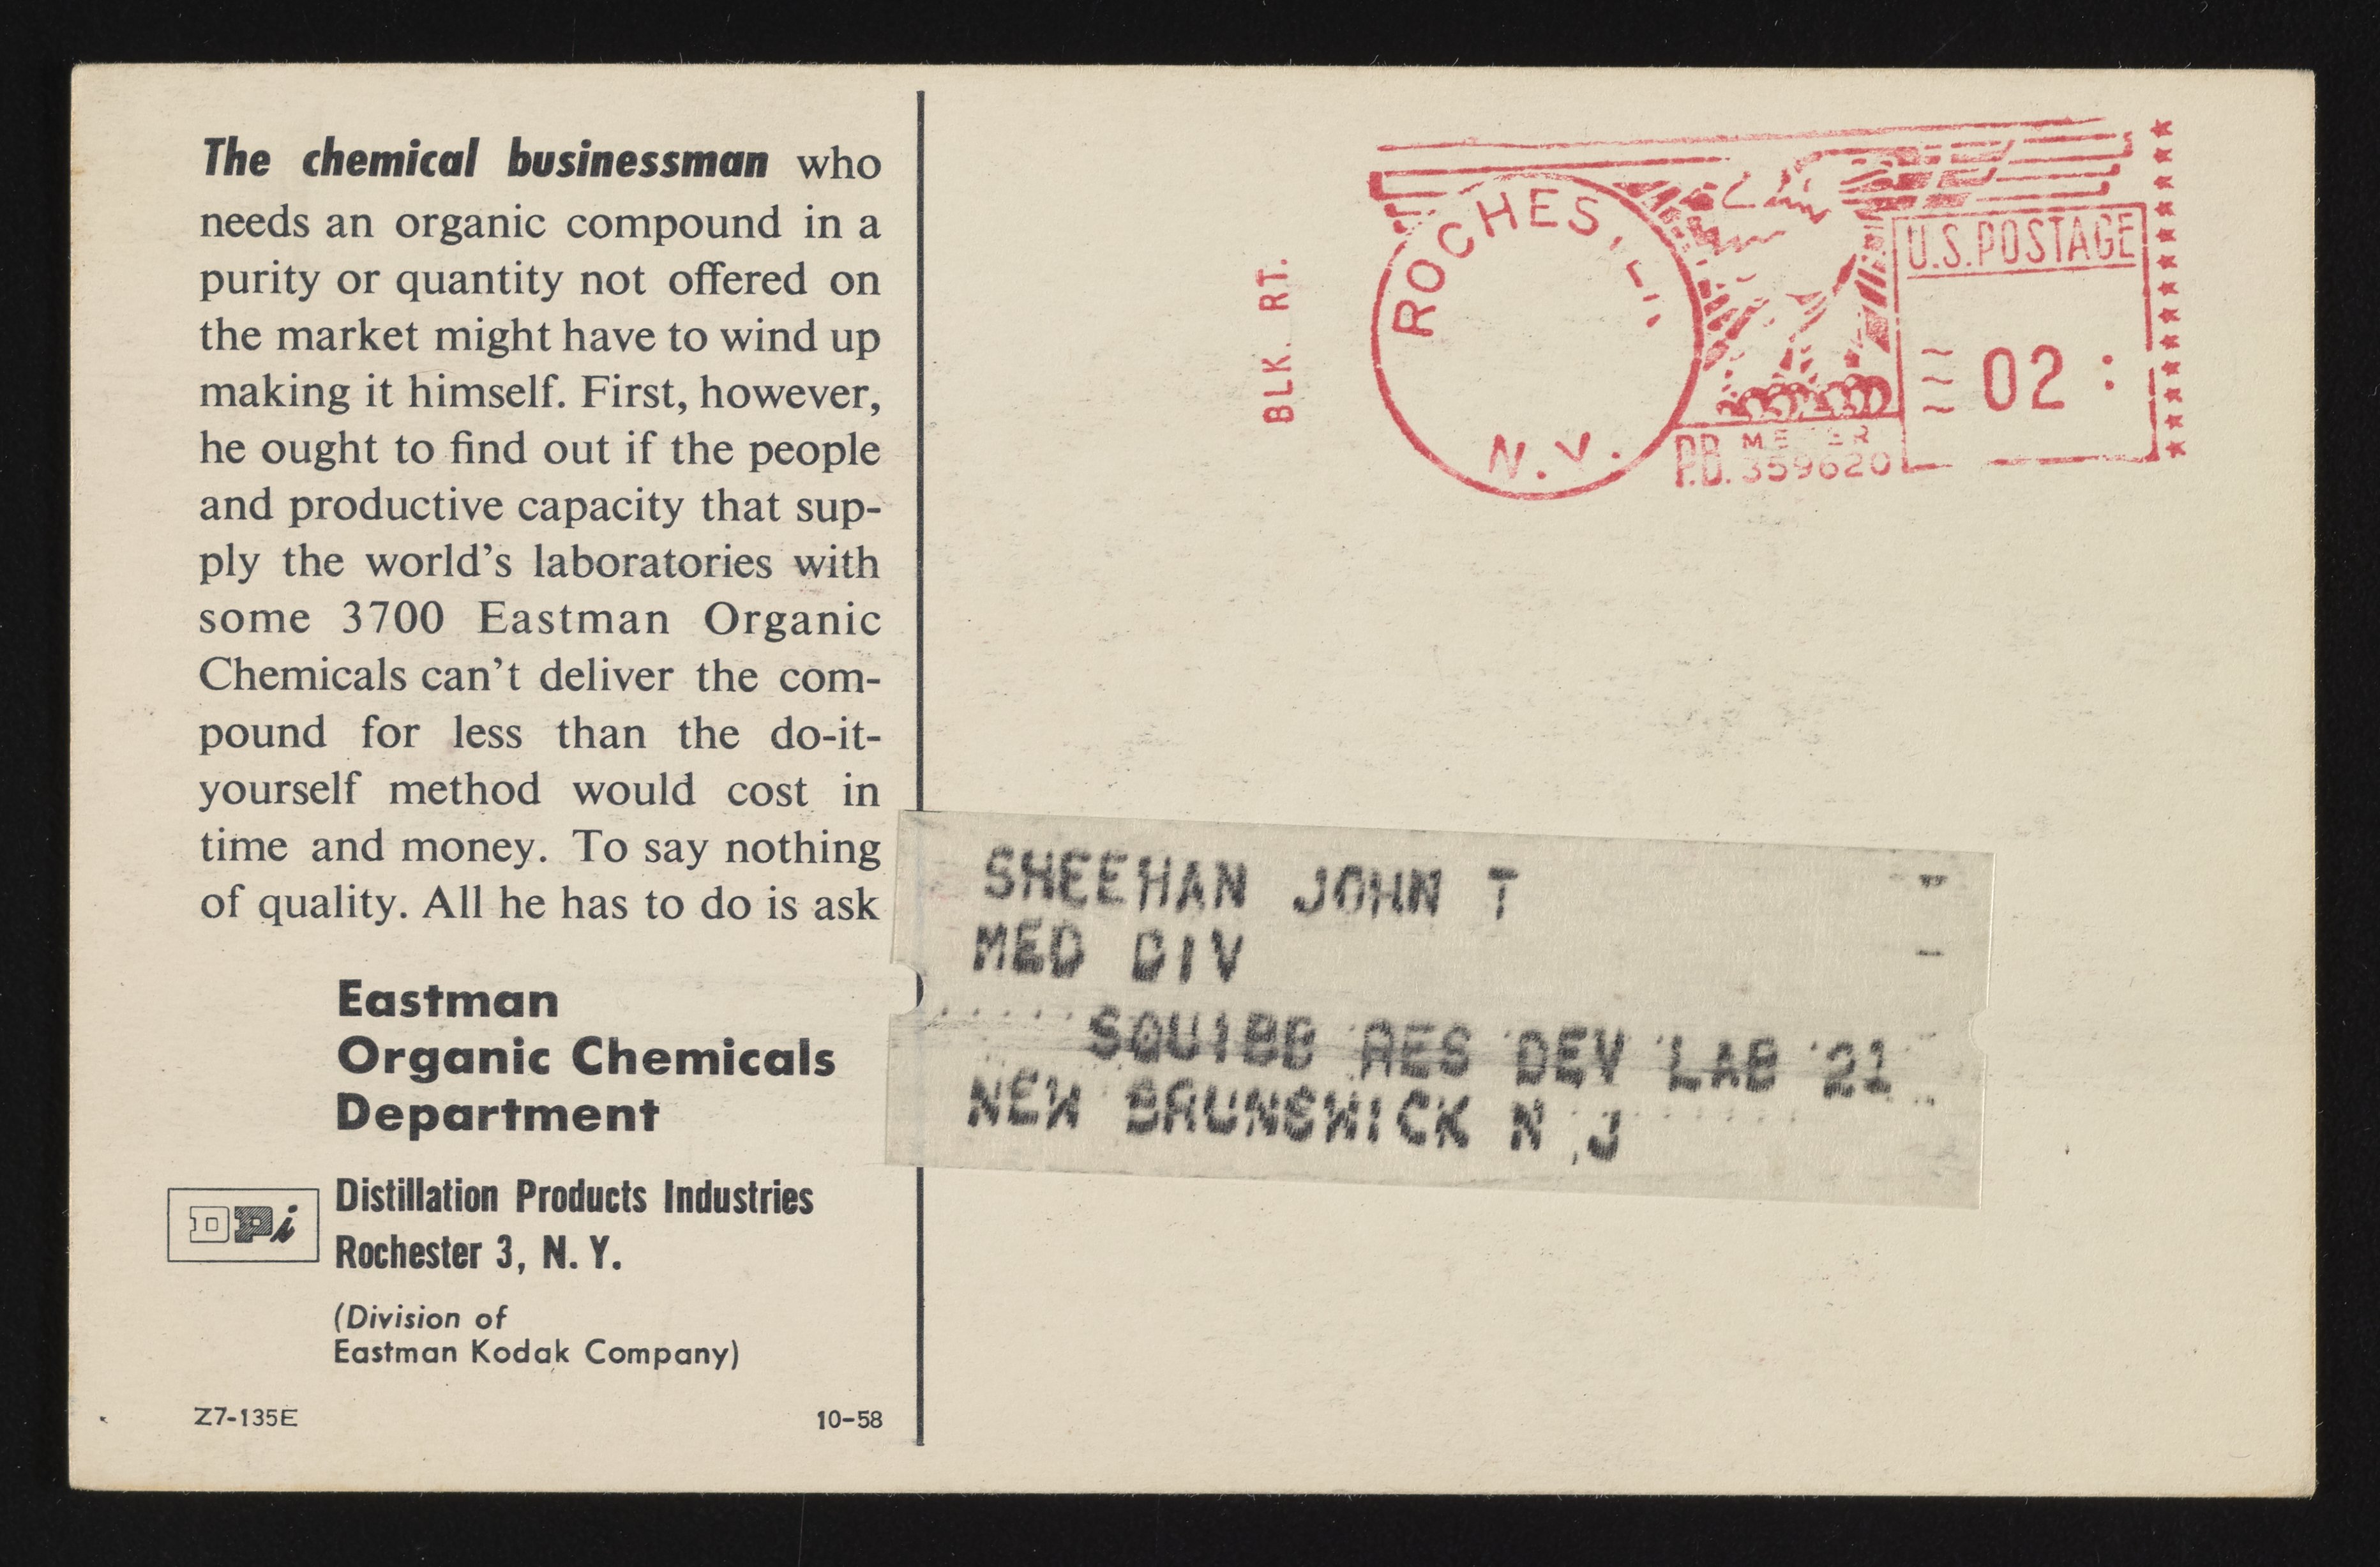 The chemical businessman who
needs an organic compound in a
purity or quantity not offered on
the market might have to wind up
making it himself. First, however,
he ought to find out if the people
and productive capacity that sup-
ply the world's laboratories with
some 3700 Eastman Organic
Chemicals can't deliver the com-
pound for less than the do-it-
yourself method would cost in
time and money. To say nothing
of quality. All he has to do is ask
Eastman
Organic Chemicals
Department
DPi
Distillation Products Industries
Rochester 3, N. Y.
(Division of
Eastman Kodak Company)
Z7-135E
10-58
BLK. RT.
N.Y.
U.S. POSTAGE
02
P.B.
359620
SHEEHAN JOHN T
MED DIV
SQUIBB RES DEV LAB 21
NEW BRUNSWICK N J